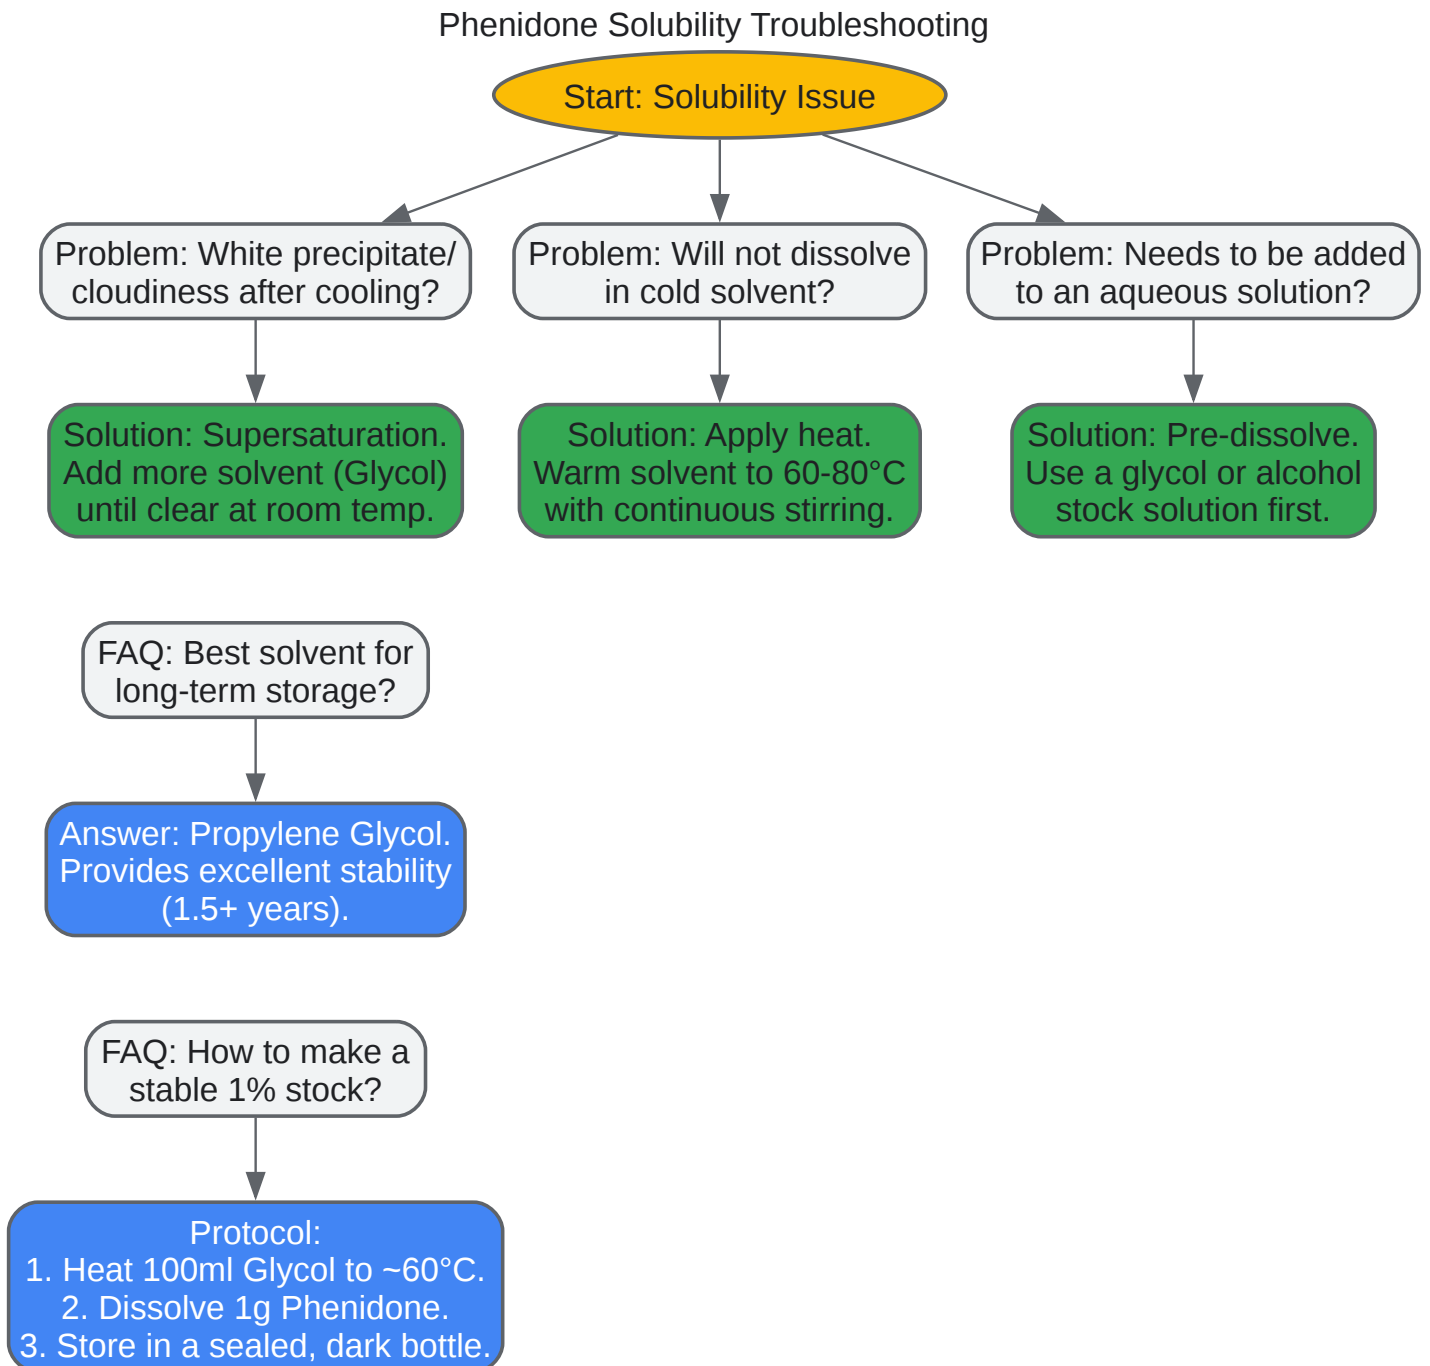 Phenidone Solubility Troubleshooting
Start: Solubility Issue
Problem: White precipitate/
cloudiness after cooling?
Problem: Will not dissolve
in cold solvent?
Problem: Needs to be added
to an aqueous solution?
Solution: Supersaturation.
Add more solvent (Glycol)
until clear at room temp.
Solution: Apply heat.
Warm solvent to 60-80°C
with continuous stirring.
Solution: Pre-dissolve.
Use a glycol or alcohol
stock solution first.
FAQ: Best solvent for
long-term storage?
Answer: Propylene Glycol.
Provides excellent stability
(1.5+ years).
FAQ: How to make a
stable 1% stock?
Protocol:
1. Heat 100ml Glycol to ~60°C.
2. Dissolve 1g Phenidone.
3. Store in a sealed, dark bottle.